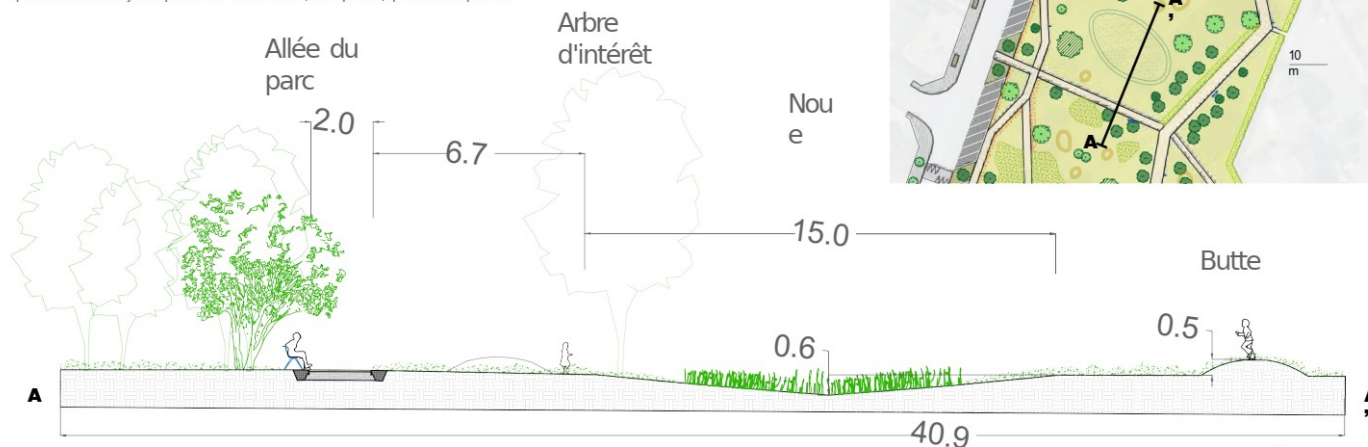 Allée du
parc
Arbre
d'intérêt
Nou
e
2.0
6.7
15.0
Butte
0.5
0.6
A
A
,
40.9
A
,
A
10
m